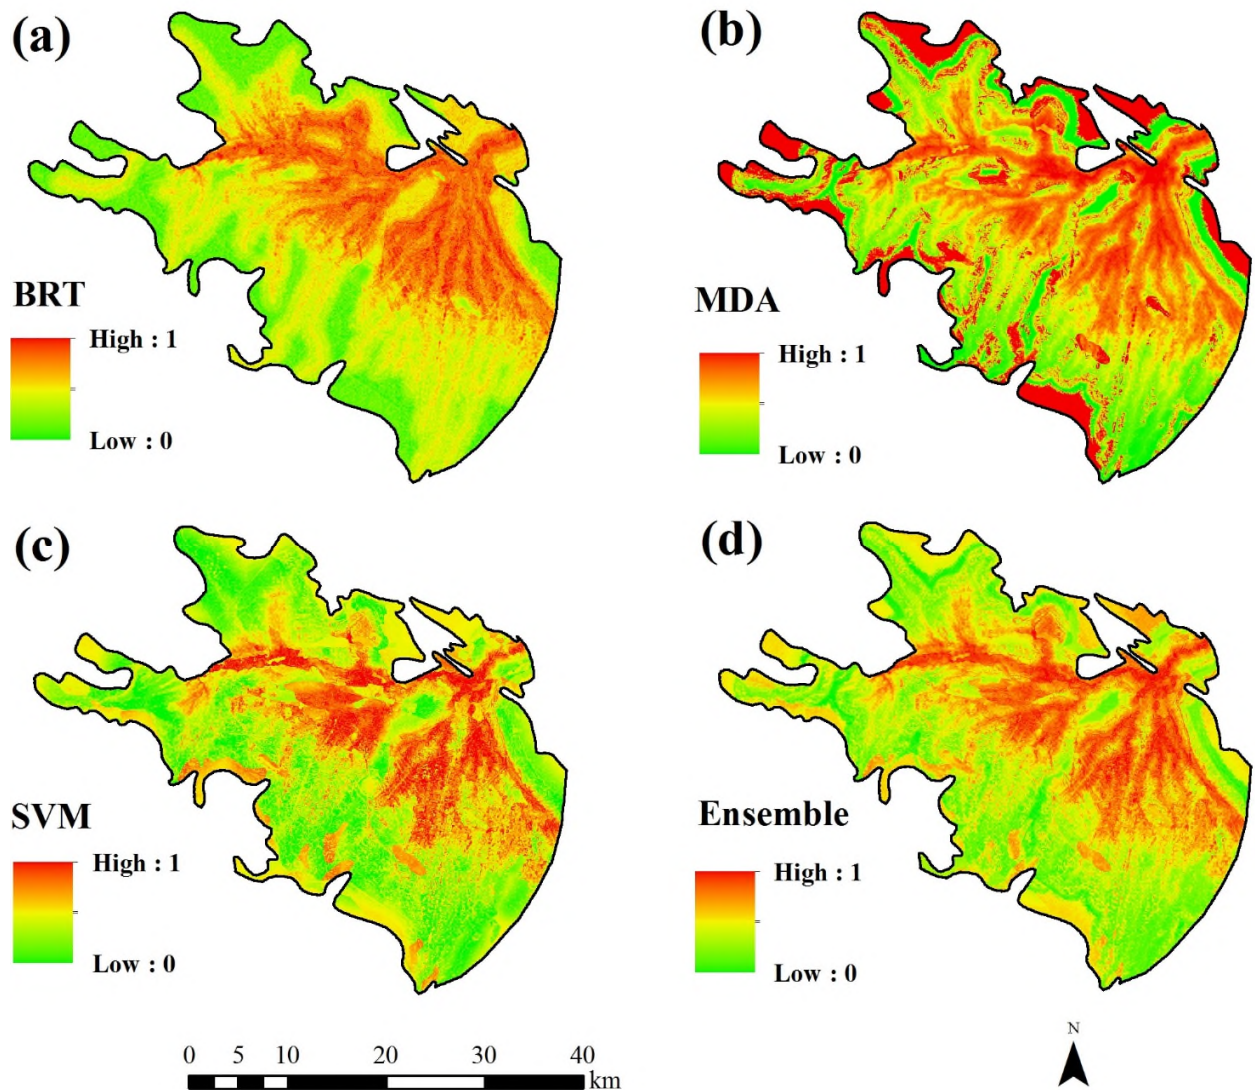 (a)
BRT
High : 1
Low : 0
(b)
MDA
High : 1
Low : 0
(c)
SVM
High : 1
Low : 0
(d)
Ensemble
High : 1
Low : 0
0 5 10 20 30 40
km
N